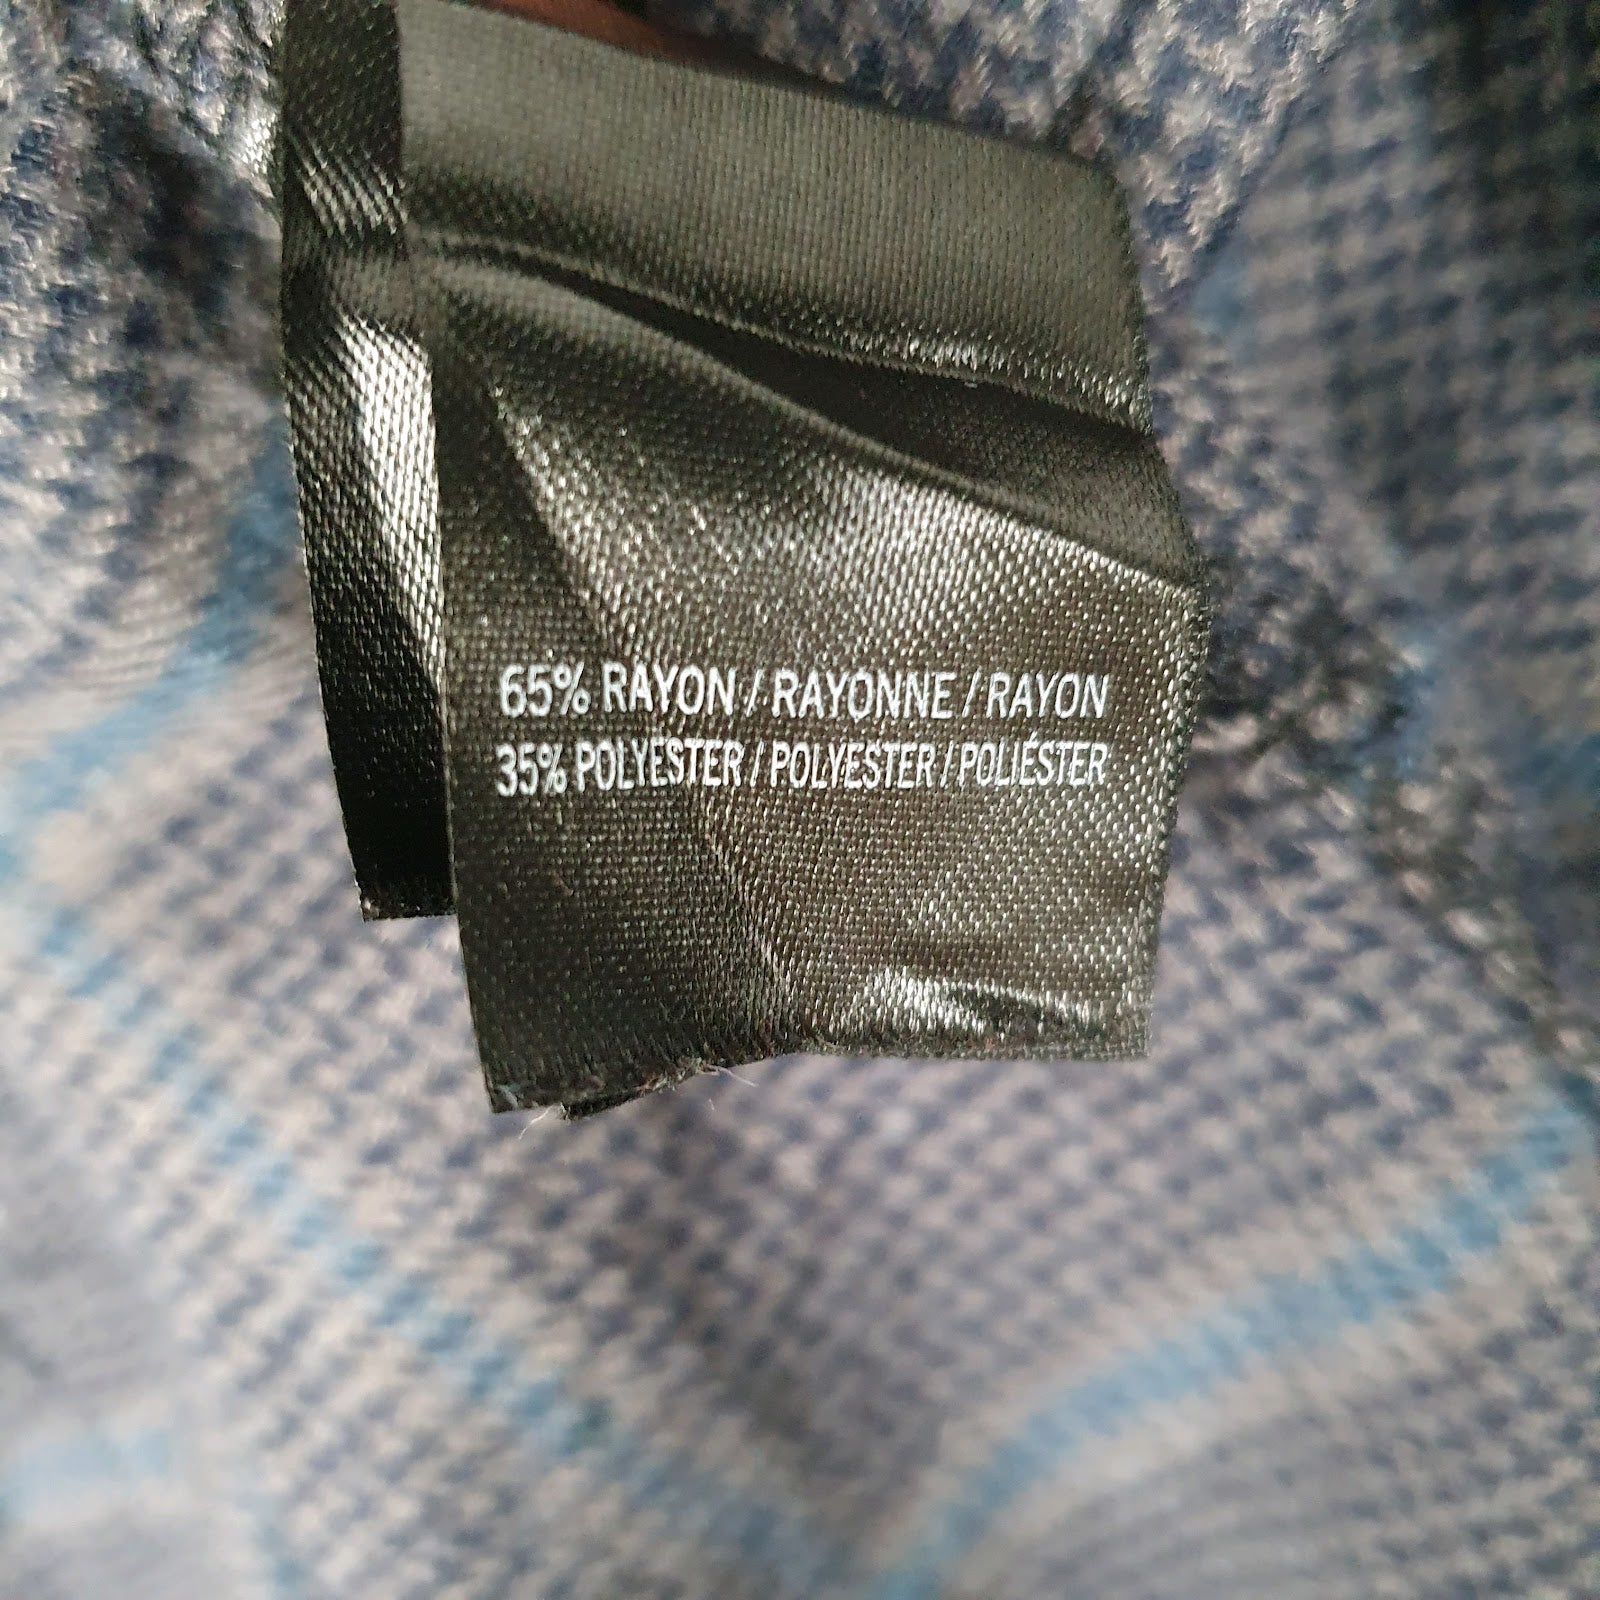 65% RAYON / RAYONNE / RAYON
35% POLYESTER / POLYESTER / POLIÉSTER